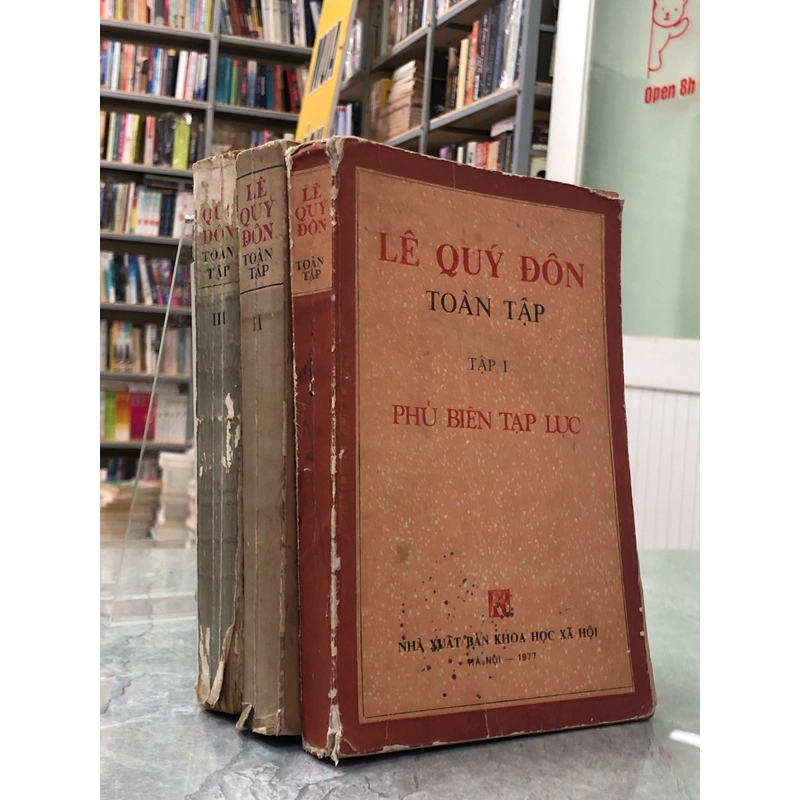 Open 8h
QUÝ
ĐÔN
TOÀN
TẬP
III
LÊ
QUÝ
ĐÔN
TOÀN
TẬP
II
LÊ
QUÝ
ĐÔN
TOÀN
TẬP
LÊ QUÝ ĐÔN
TOÀN TẬP
TẬP I
PHỦ BIÊN TẠP LỤC
NHÀ XUẤT BẢN KHOA HỌC XÃ HỘI
HÀ NỘI — 1977